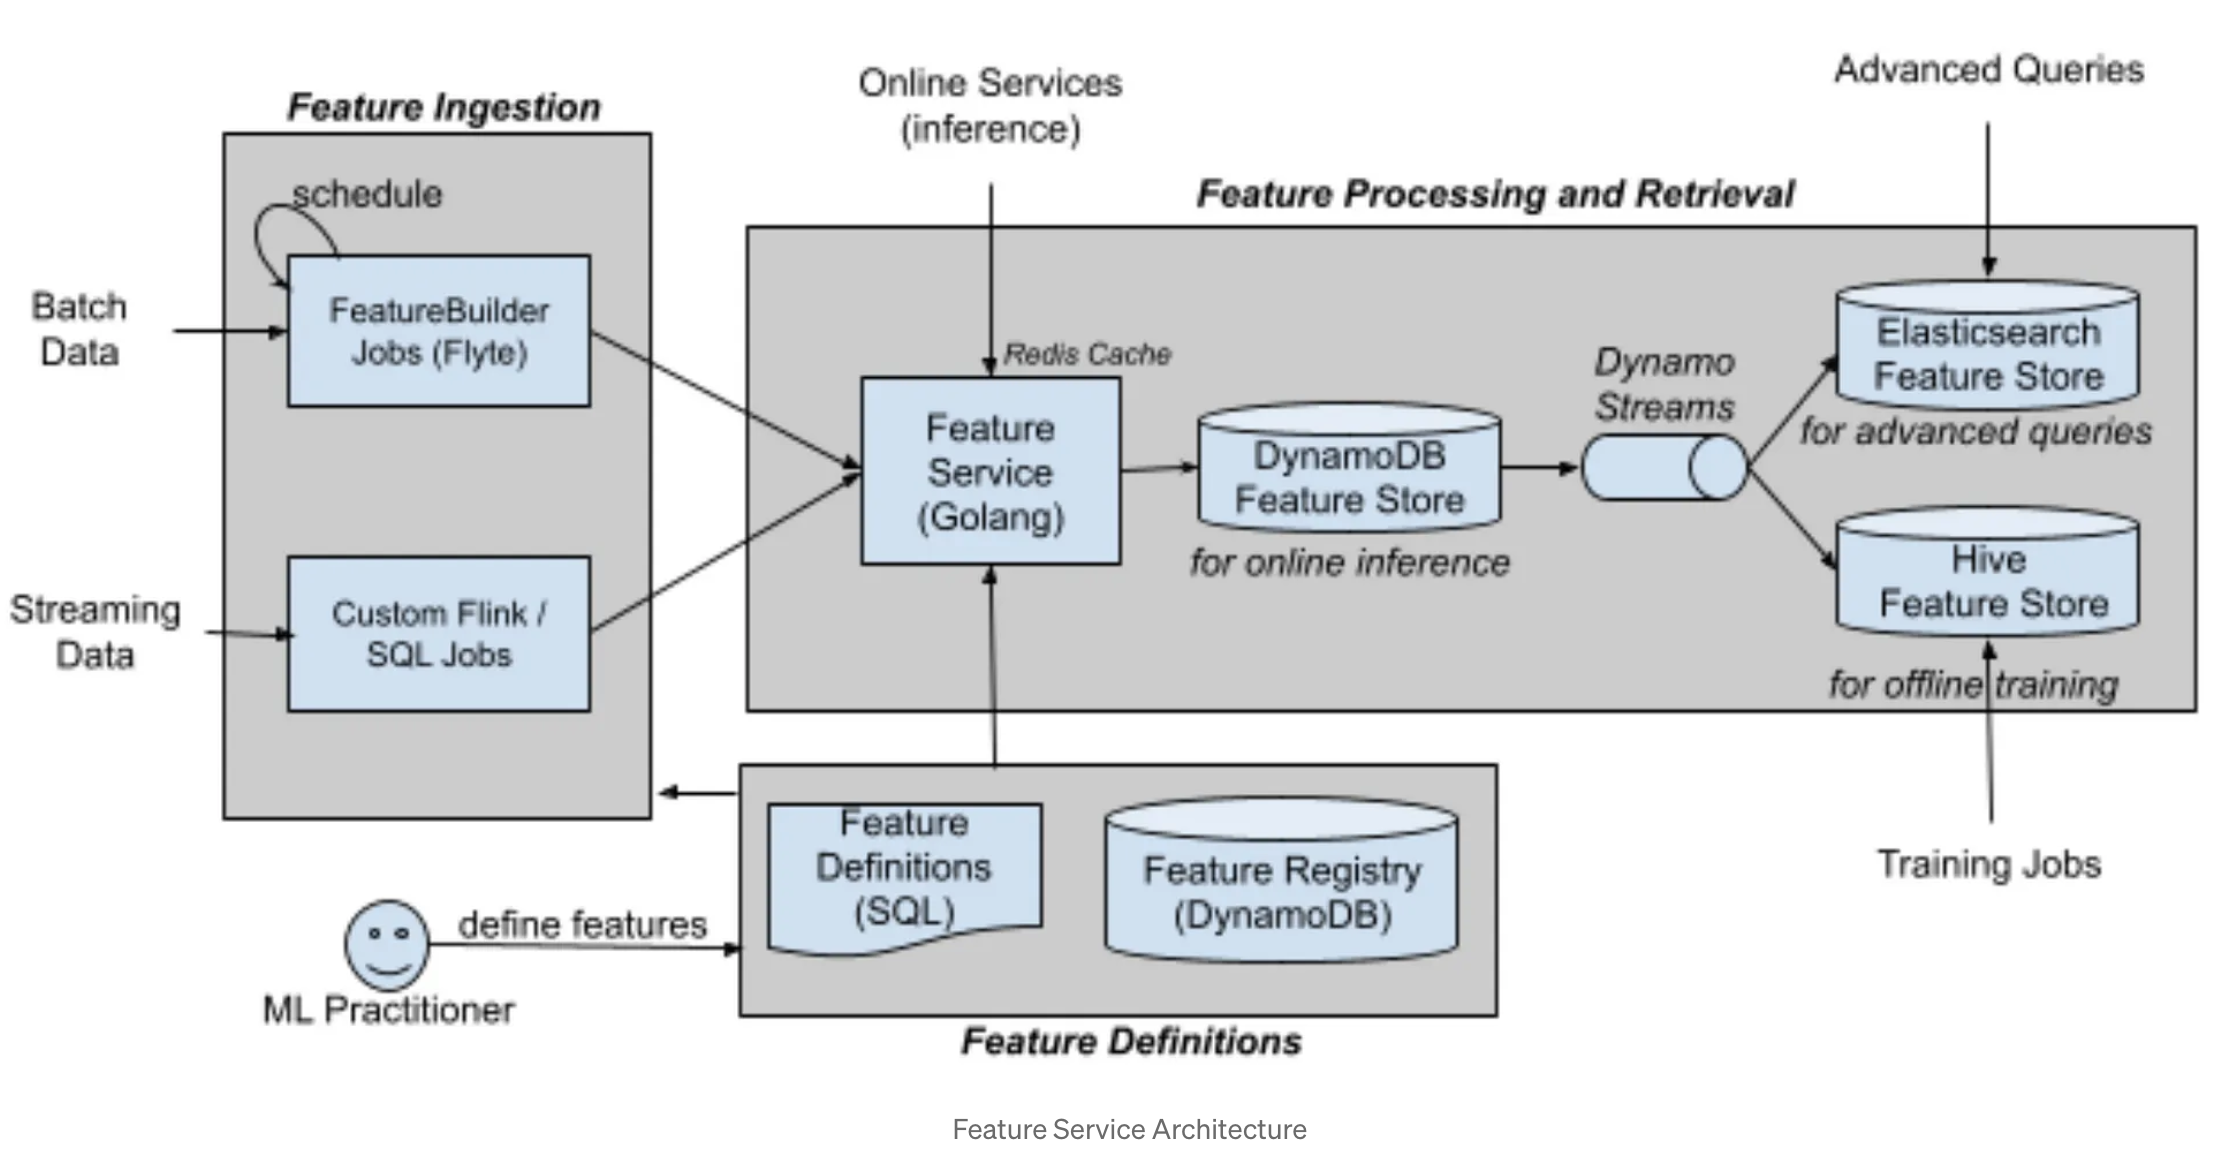 Feature Ingestion
schedule
Batch
Data
FeatureBuilder
Jobs (Flyte)
Streaming
Data
Custom Flink /
SQL Jobs
Online Services
(inference)
Advanced Queries
Feature Processing and Retrieval
Redis Cache
Feature
Service
(Golang)
DynamoDB
Feature Store
for online inference
Dynamo
Streams
Elasticsearch
Feature Store
for advanced queries
Hive
Feature Store
for offline training
Training Jobs
define features
ML Practitioner
Feature
Definitions
(SQL)
Feature Registry
(DynamoDB)
Feature Definitions
Feature Service Architecture